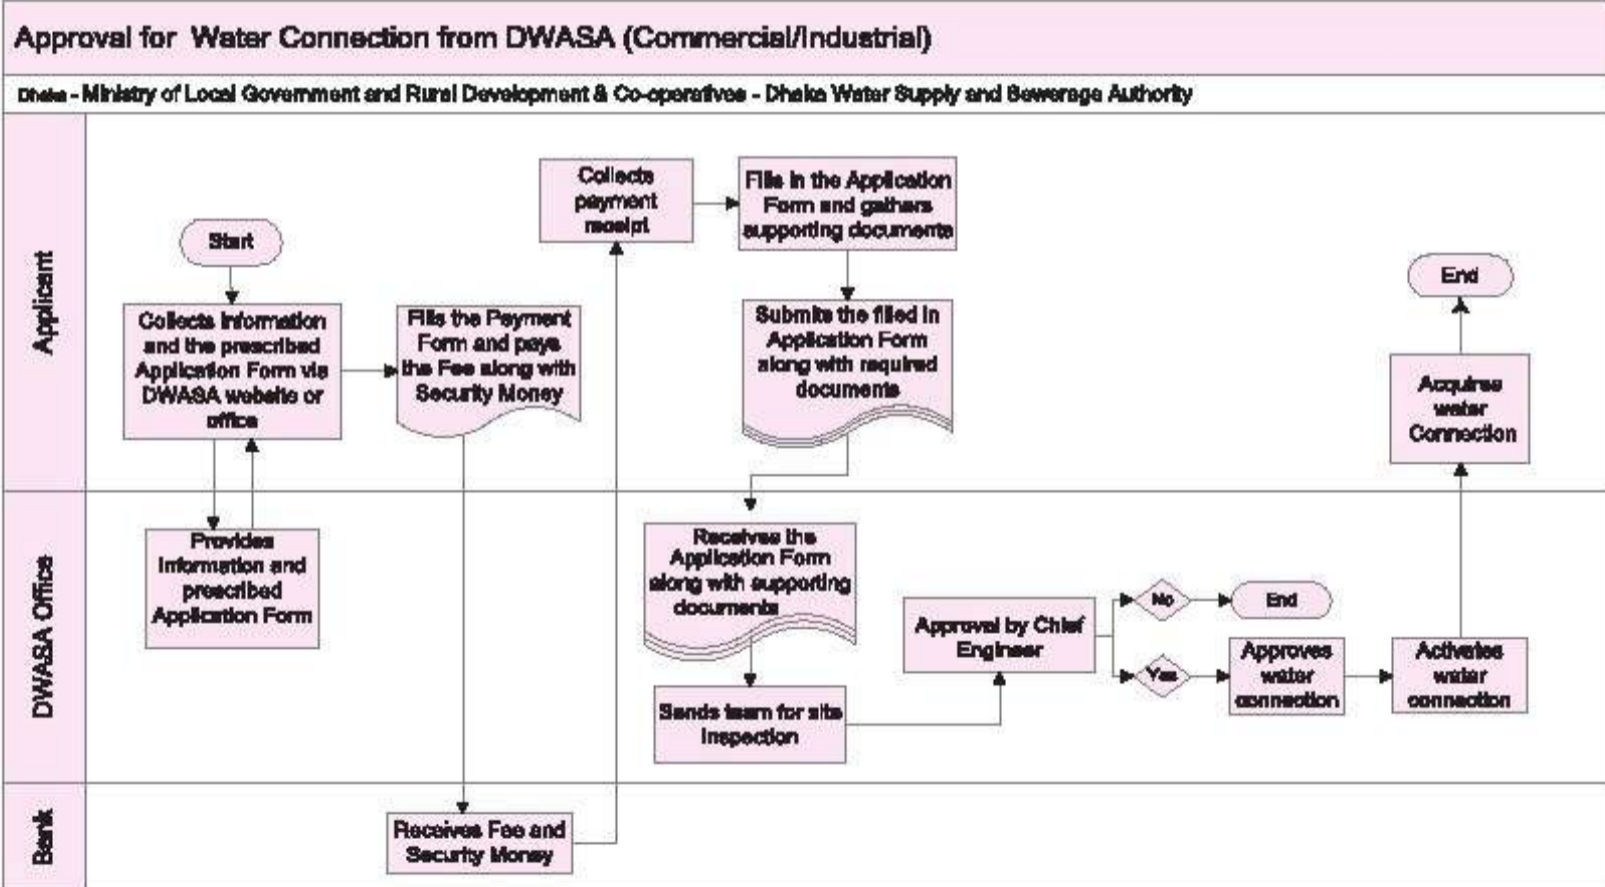 Approval for Water Connection from DWASA (Commercial/Industrial)
Dhaka - Ministry of Local Government and Rural Development & Co-operatives - Dhaka Water Supply and Sewerage Authority
Applicant
Start
Collects information
and the prescribed
Application Form via
DWASA website or
office
Fills the Payment
Form and pays
the Fee along with
Security Money
Collects
payment
receipt
Fills in the Application
Form and gathers
supporting documents
Submits the filled in
Application Form
along with required
documents
End
Acquires
water
Connection
DWASA Office
Provides
Information and
prescribed
Application Form
Receives the
Application Form
along with supporting
documents
Sends team for site
Inspection
Approval by Chief
Engineer
No
End
Yes
Approves
water
connection
Activates
water
connection
Bank
Receives Fee and
Security Money